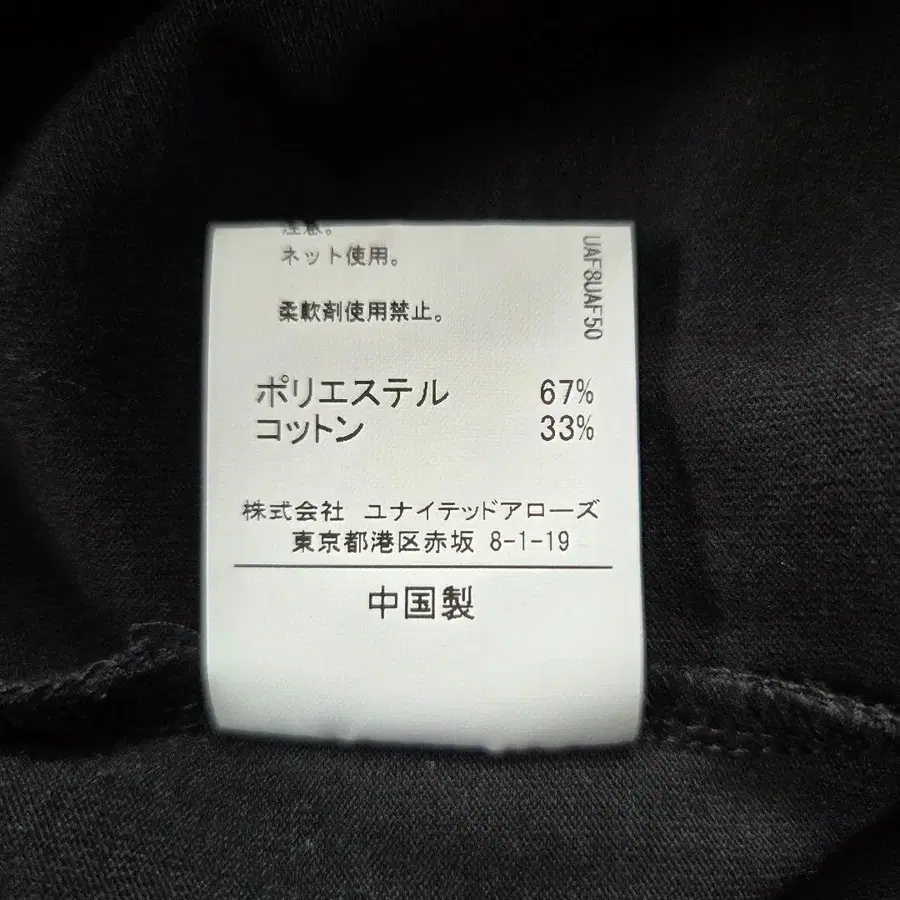 注意。
ネット使用。
柔軟剤使用禁止。
UAF8UAF50
ポリエステル 67%
コットン 33%
株式会社 ユナイテッドアローズ
東京都港区赤坂 8-1-19
中国製